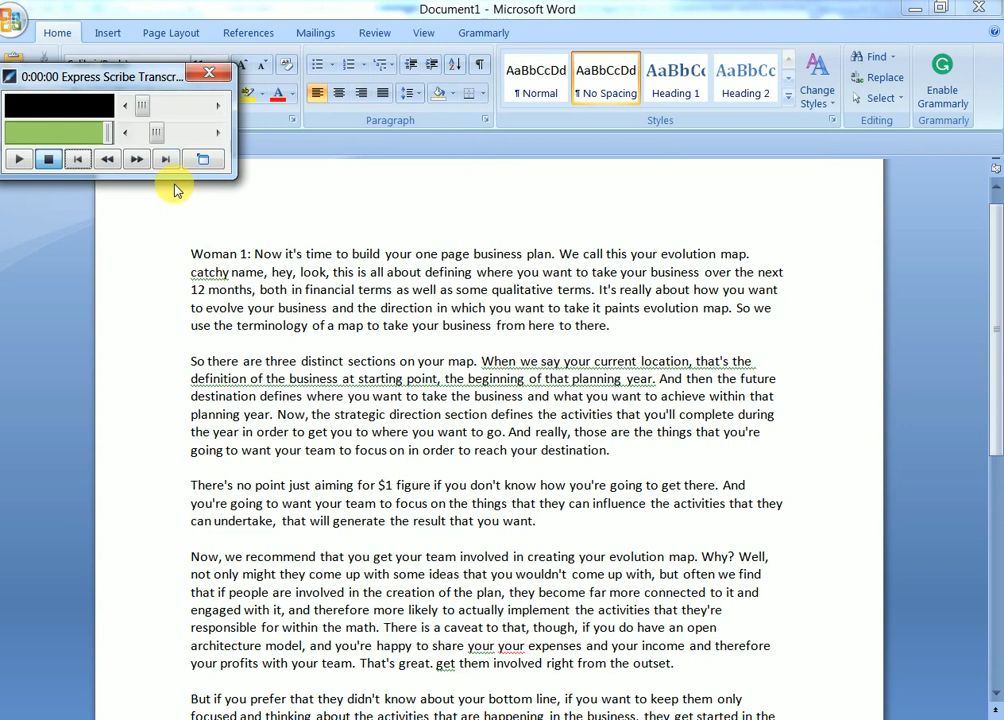 Document1 - Microsoft Word
Home Insert Page Layout References Mailings Review View Grammarly
0:00:00 Express Scribe Transcr...
AaBbCcDd AaBbCcDd AaBbCc AaBbCc
¶ Normal ¶ No Spacing Heading 1 Heading 2
Change
Styles
Find
Replace
Select
Enable
Grammarly
Paragraph Styles Editing Grammarly
Woman 1: Now it's time to build your one page business plan. We call this your evolution map.
catchy name, hey, look, this is all about defining where you want to take your business over the next
12 months, both in financial terms as well as some qualitative terms. It's really about how you want
to evolve your business and the direction in which you want to take it paints evolution map. So we
use the terminology of a map to take your business from here to there.
So there are three distinct sections on your map. When we say your current location, that's the
definition of the business at starting point, the beginning of that planning year. And then the future
destination defines where you want to take the business and what you want to achieve within that
planning year. Now, the strategic direction section defines the activities that you'll complete during
the year in order to get you to where you want to go. And really, those are the things that you're
going to want your team to focus on in order to reach your destination.
There's no point just aiming for $1 figure if you don't know how you're going to get there. And
you're going to want your team to focus on the things that they can influence the activities that they
can undertake, that will generate the result that you want.
Now, we recommend that you get your team involved in creating your evolution map. Why? Well,
not only might they come up with some ideas that you wouldn't come up with, but often we find
that if people are involved in the creation of the plan, they become far more connected to it and
engaged with it, and therefore more likely to actually implement the activities that they're
responsible for within the math. There is a caveat to that, though, if you do have an open
architecture model, and you're happy to share your your expenses and your income and therefore
your profits with your team. That's great. get them involved right from the outset.
But if you prefer that they didn't know about your bottom line, if you want to keep them only
focused and thinking about the activities that are happening in the business, they get started in the